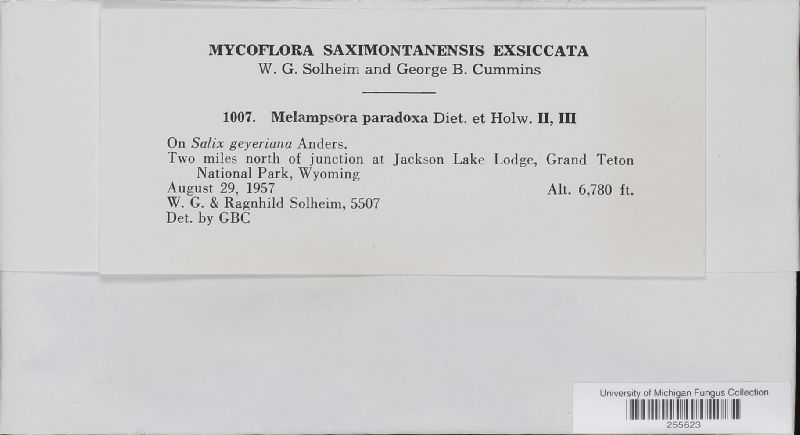 MYCOFLORA SAXIMONTANENSIS EXSICCATA
W. G. Solheim and George B. Cummins
1007. Melampsora paradoxa Diet. et Holw. II, III
On Salix geyeriana Anders.
Two miles north of junction at Jackson Lake Lodge, Grand Teton
National Park, Wyoming
August 29, 1957 Alt. 6,780 ft.
W. G. & Ragnhild Solheim, 5507
Det. by GBC
University of Michigan Fungus Collection
255623